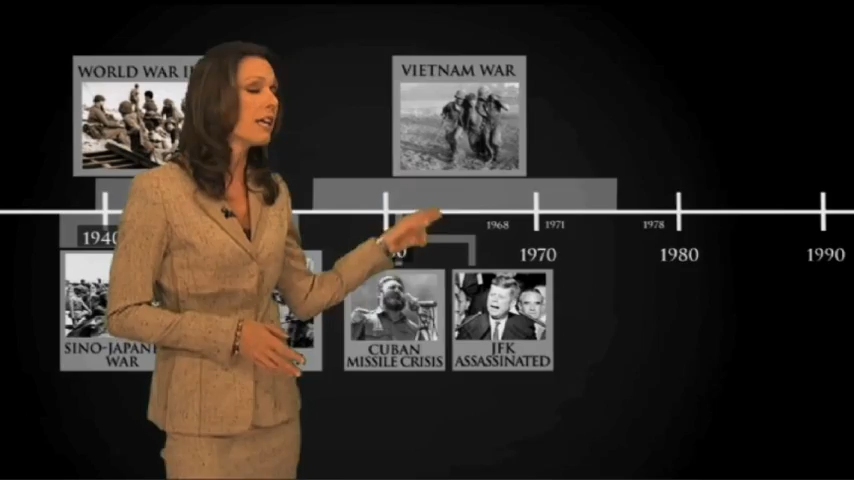 WORLD WAR II
VIETNAM WAR
1968
1971
1978
1940
1970
1980
1990
SINO-JAPANE
WAR
CUBAN
MISSILE CRISIS
JFK
ASSASSINATED